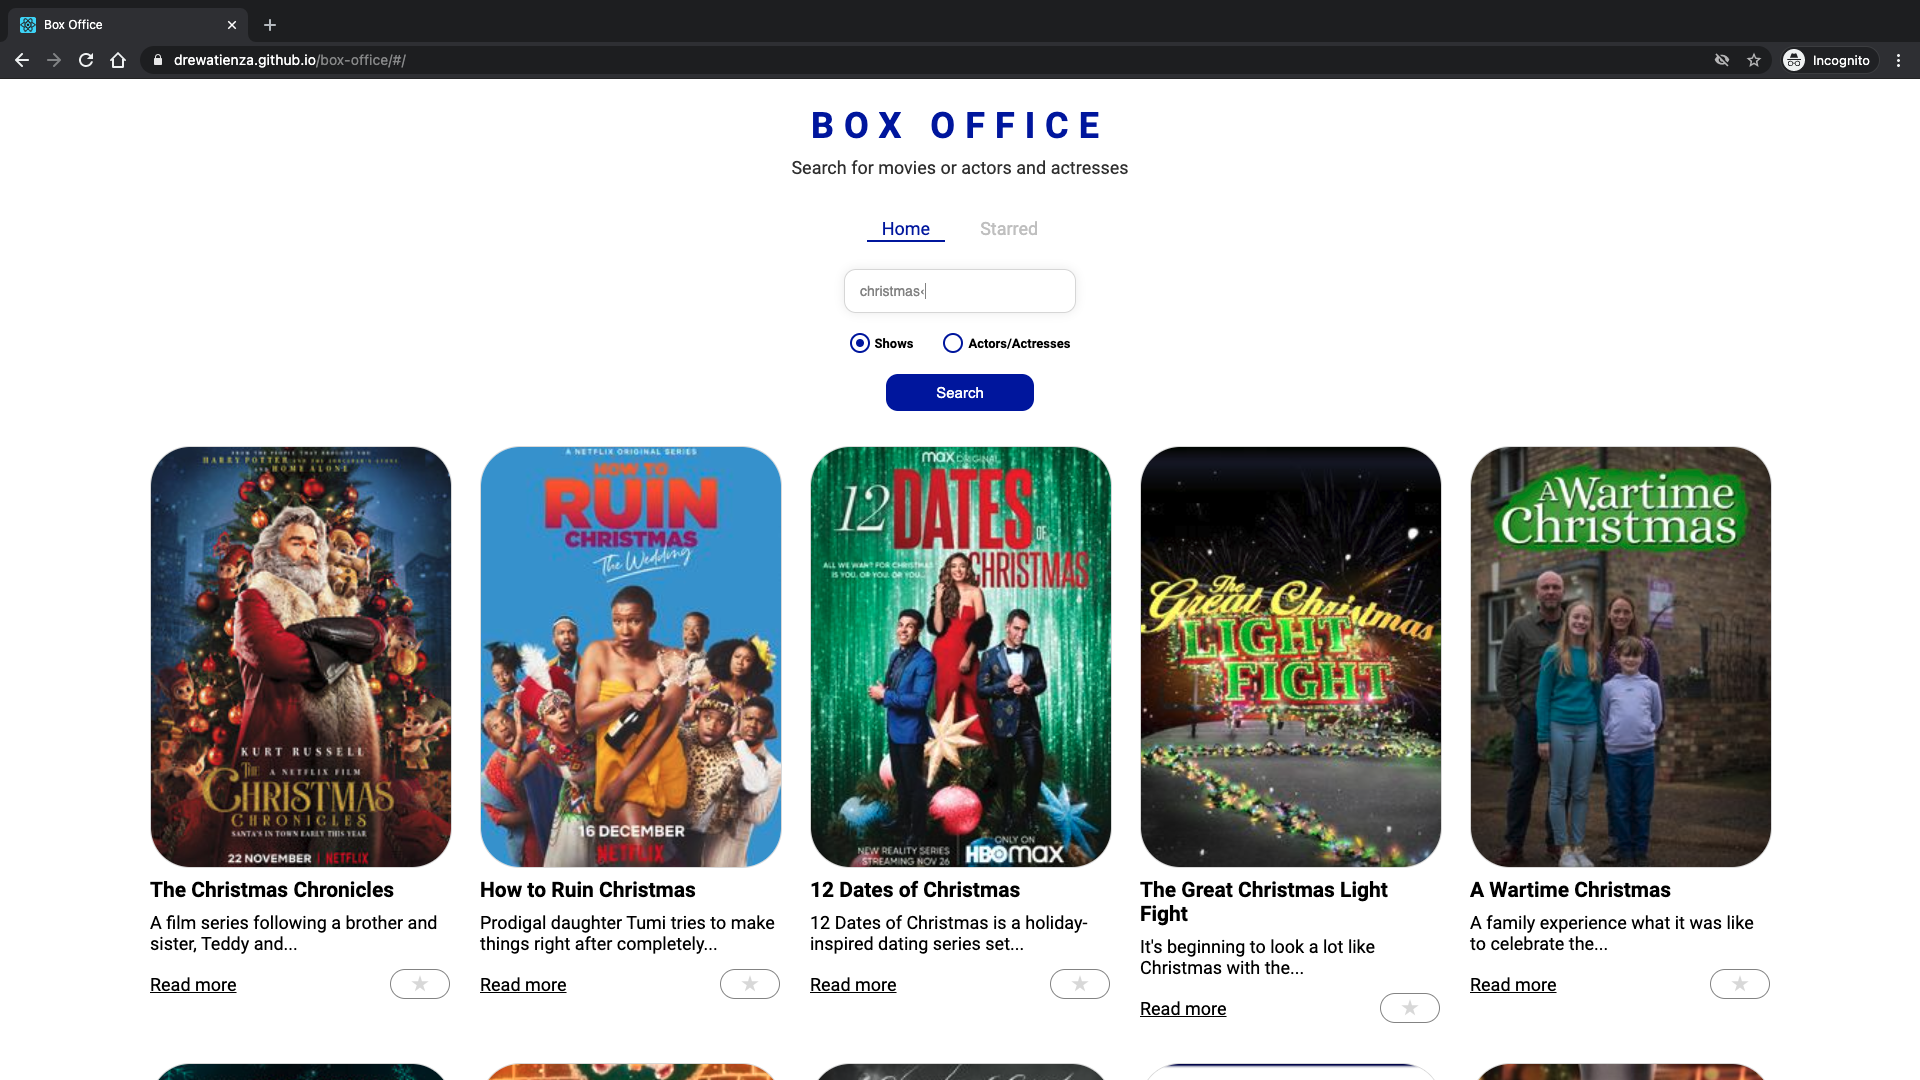 Box Office
drewatienza.github.io/box-office/#/
Incognito
BOX OFFICE
Search for movies or actors and actresses
Home
Starred
christmas
Shows
Actors/Actresses
Search
FROM THE PEOPLE THAT BROUGHT YOU
HARRY POTTER AND THE SORCERER'S STONE
AND HOME ALONE
KURT RUSSELL
A NETFLIX FILM
THE CHRISTMAS
CHRONICLES
SANTA'S IN TOWN EARLY THIS YEAR
22 NOVEMBER | NETFLIX
The Christmas Chronicles
A film series following a brother and
sister, Teddy and...
Read more
A NETFLIX ORIGINAL SERIES
HOW TO
RUIN
CHRISTMAS
The Wedding
16 DECEMBER
NETFLIX
How to Ruin Christmas
Prodigal daughter Tumi tries to make
things right after completely...
Read more
max ORIGINAL
12 DATES OF
CHRISTMAS
ALL WE WANT FOR CHRISTMAS
IS YOU. OR YOU. OR YOU...
NEW REALITY SERIES
STREAMING NOV 26
ONLY ON
HBOMAX
12 Dates of Christmas
12 Dates of Christmas is a holiday-
inspired dating series set...
Read more
The
Great Christmas
LIGHT
FIGHT
The Great Christmas Light
Fight
It's beginning to look a lot like
Christmas with the...
Read more
A Wartime
Christmas
A Wartime Christmas
A family experience what it was like
to celebrate the...
Read more